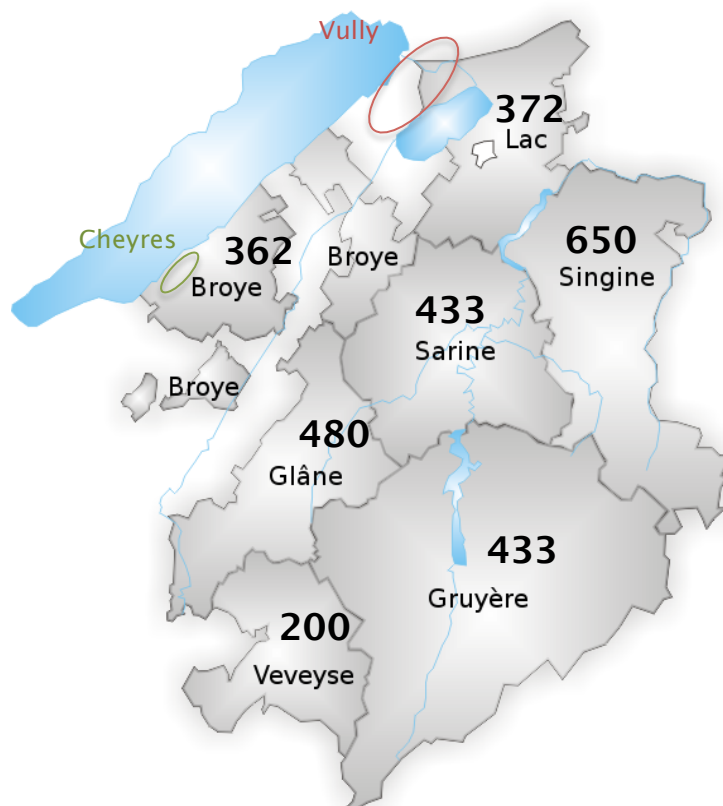 Vully
372
Lac
Cheyres
362
Broye
Broye
650
Singine
433
Sarine
Broye
480
Glâne
433
Gruyère
200
Veveyse